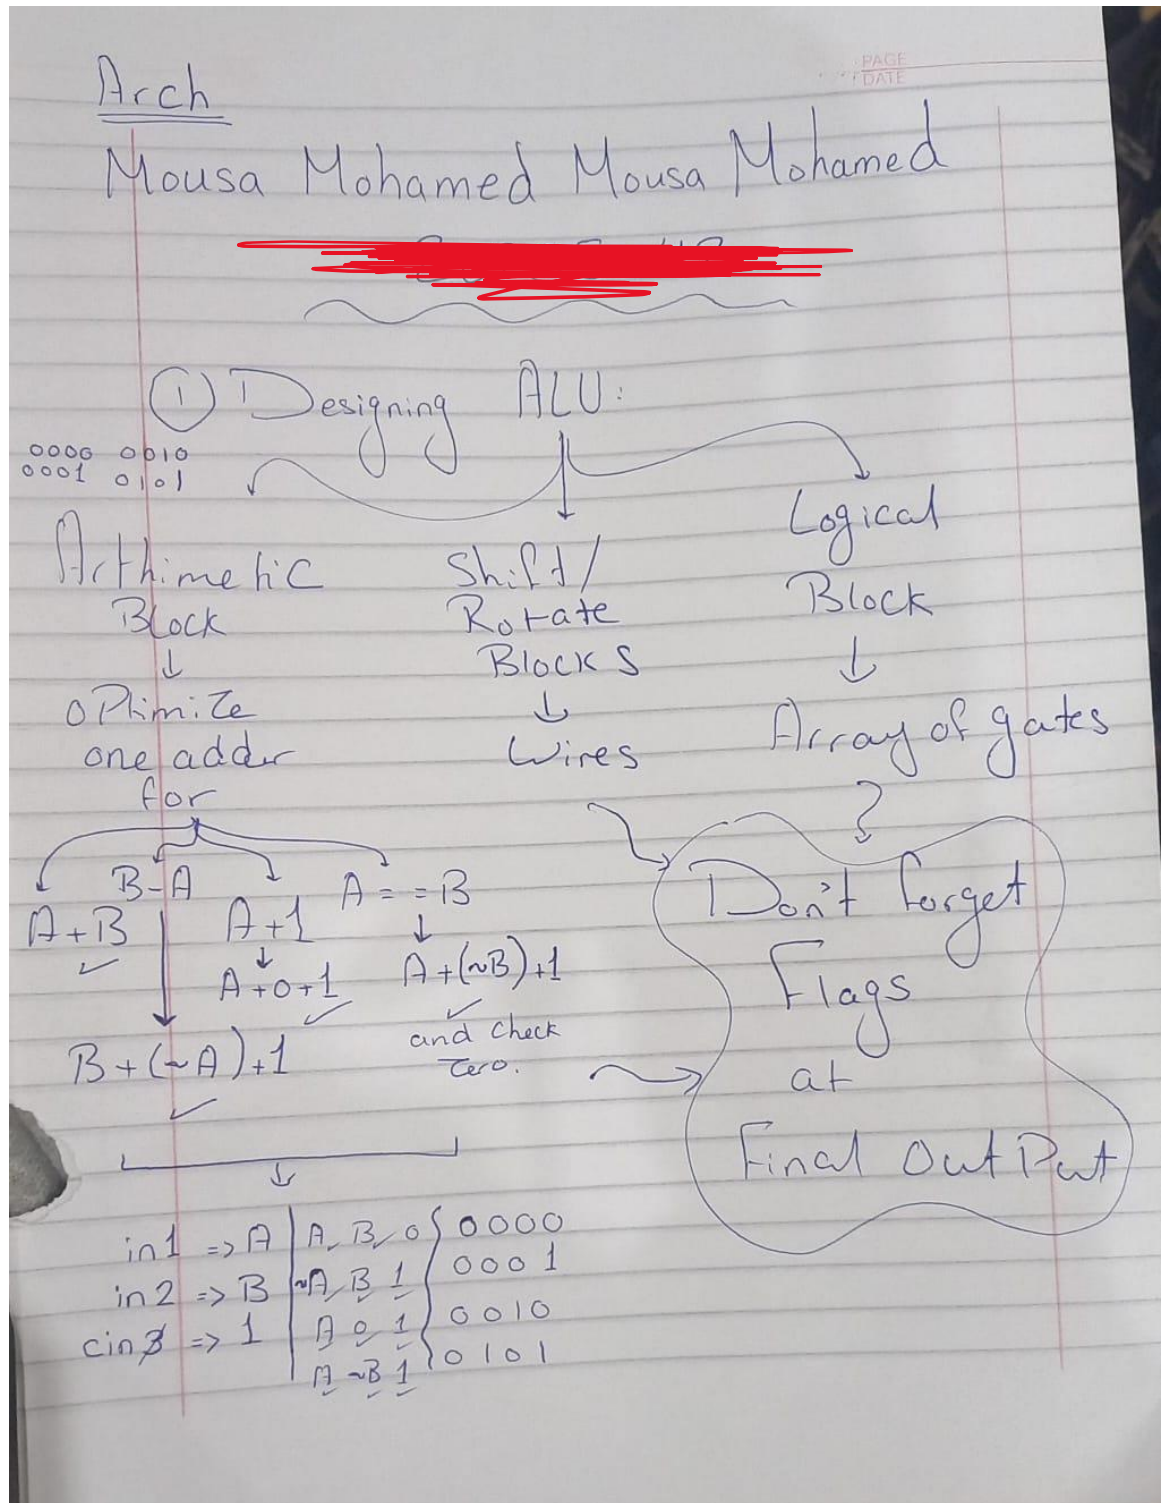 PAGE
DATE
Arch
Mousa Mohamed Mousa Mohamed
① Designing ALU:
0000 0010
0001 0101
Arthimetic
Block
↓
oPtimize
one adder
for
A+B
B-A
B+(~A)+1
A+1
↓
A+0+1
A==B
↓
A+(~B)+1
and check
zero.
Shift/
Rotate
Blocks
↓
Wires
Logical
Block
↓
Array of gates
Don't forget
Flags
at
Final OutPut
in1 => A | A, B, 0 { 0000
in2 => B | ~A, B 1 { 0001
cin => 1 | A 0 1 { 0010
A ~B 1 } 0101